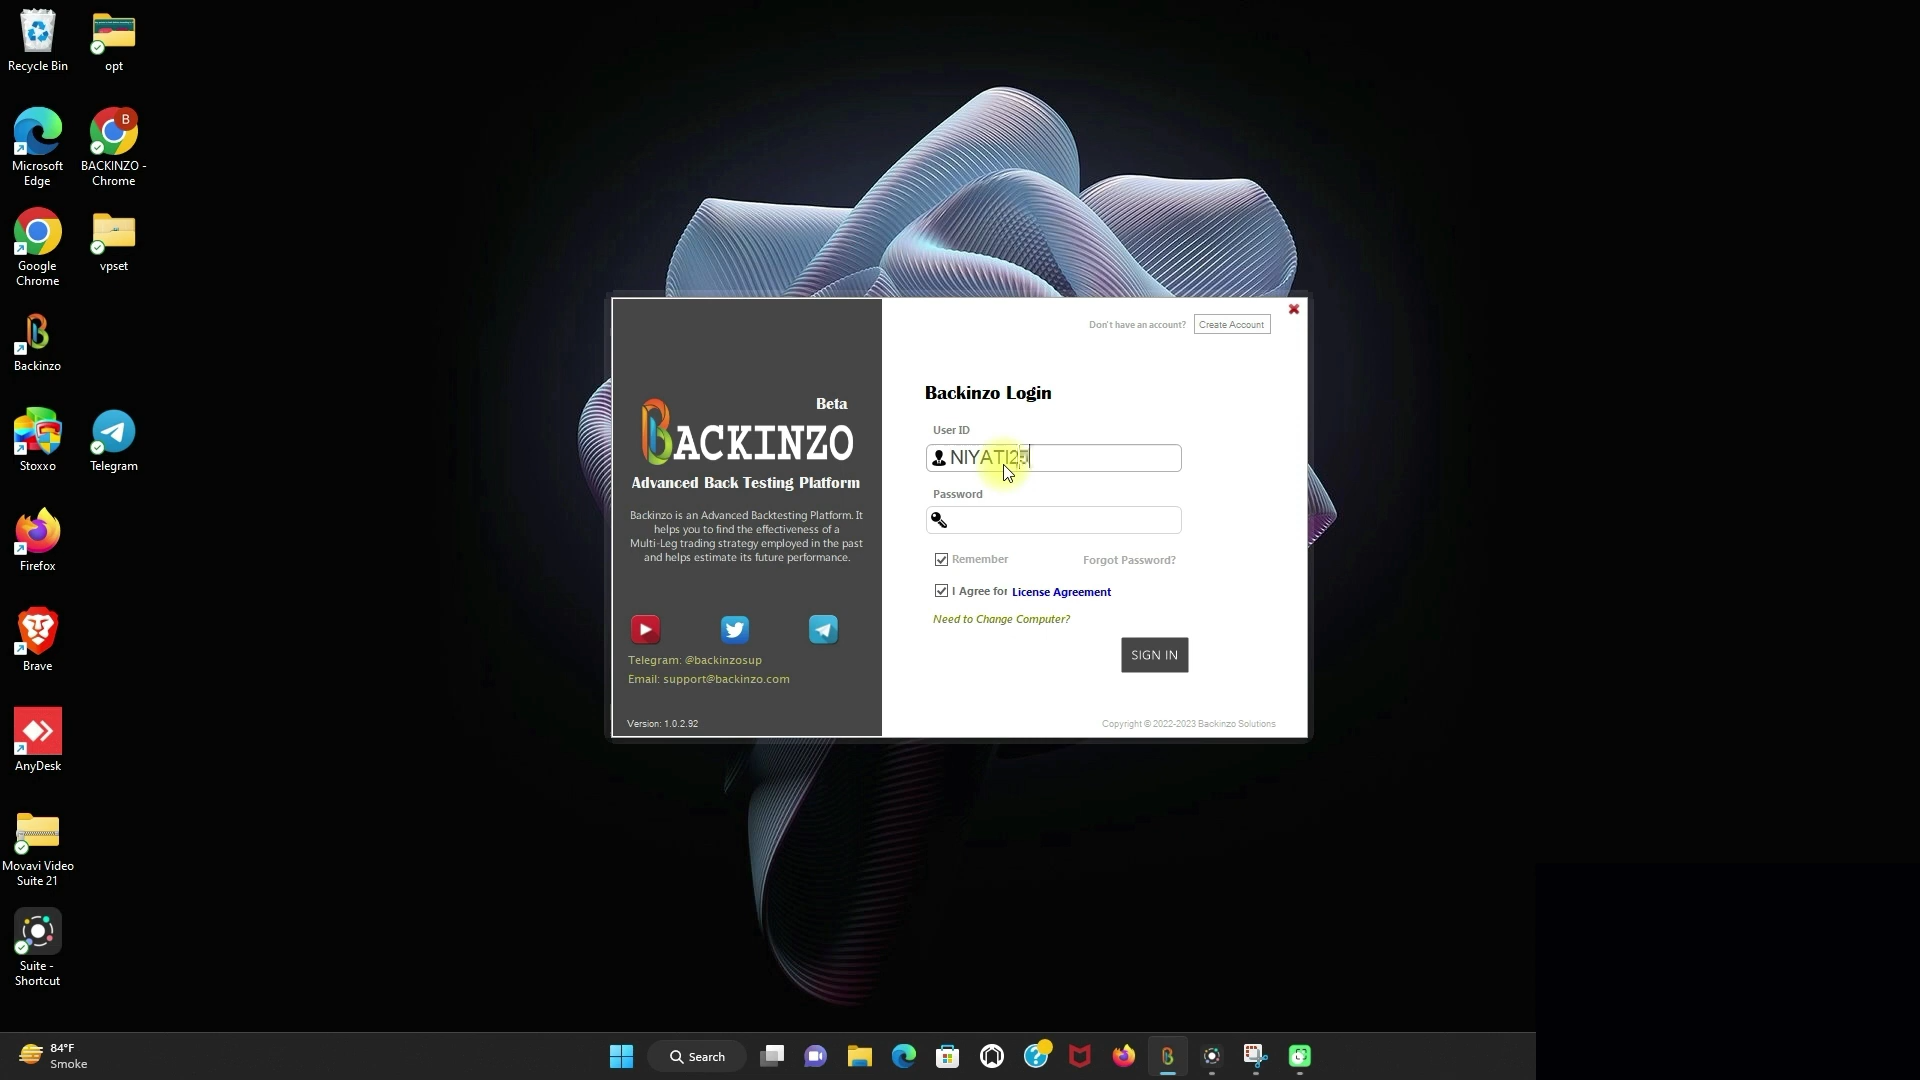 Recycle Bin
opt
Microsoft
Edge
B
BACKINZO -
Chrome
Google
Chrome
vpset
Backinzo
Stoxxo
Telegram
Firefox
Brave
AnyDesk
Movavi Video
Suite 21
Suite -
Shortcut
Beta
BACKINZO
Advanced Back Testing Platform
Backinzo is an Advanced Backtesting Platform. It
helps you to find the effectiveness of a
Multi-Leg trading strategy employed in the past
and helps estimate its future performance.
Telegram: @backinzosup
Email: support@backinzo.com
Version: 1.0.2.92
Don't have an account? Create Account
Backinzo Login
User ID
NIYATI25
Password
Remember Forgot Password?
I Agree for License Agreement
Need to Change Computer?
SIGN IN
Copyright © 2022-2023 Backinzo Solutions
84°F
Smoke
Search